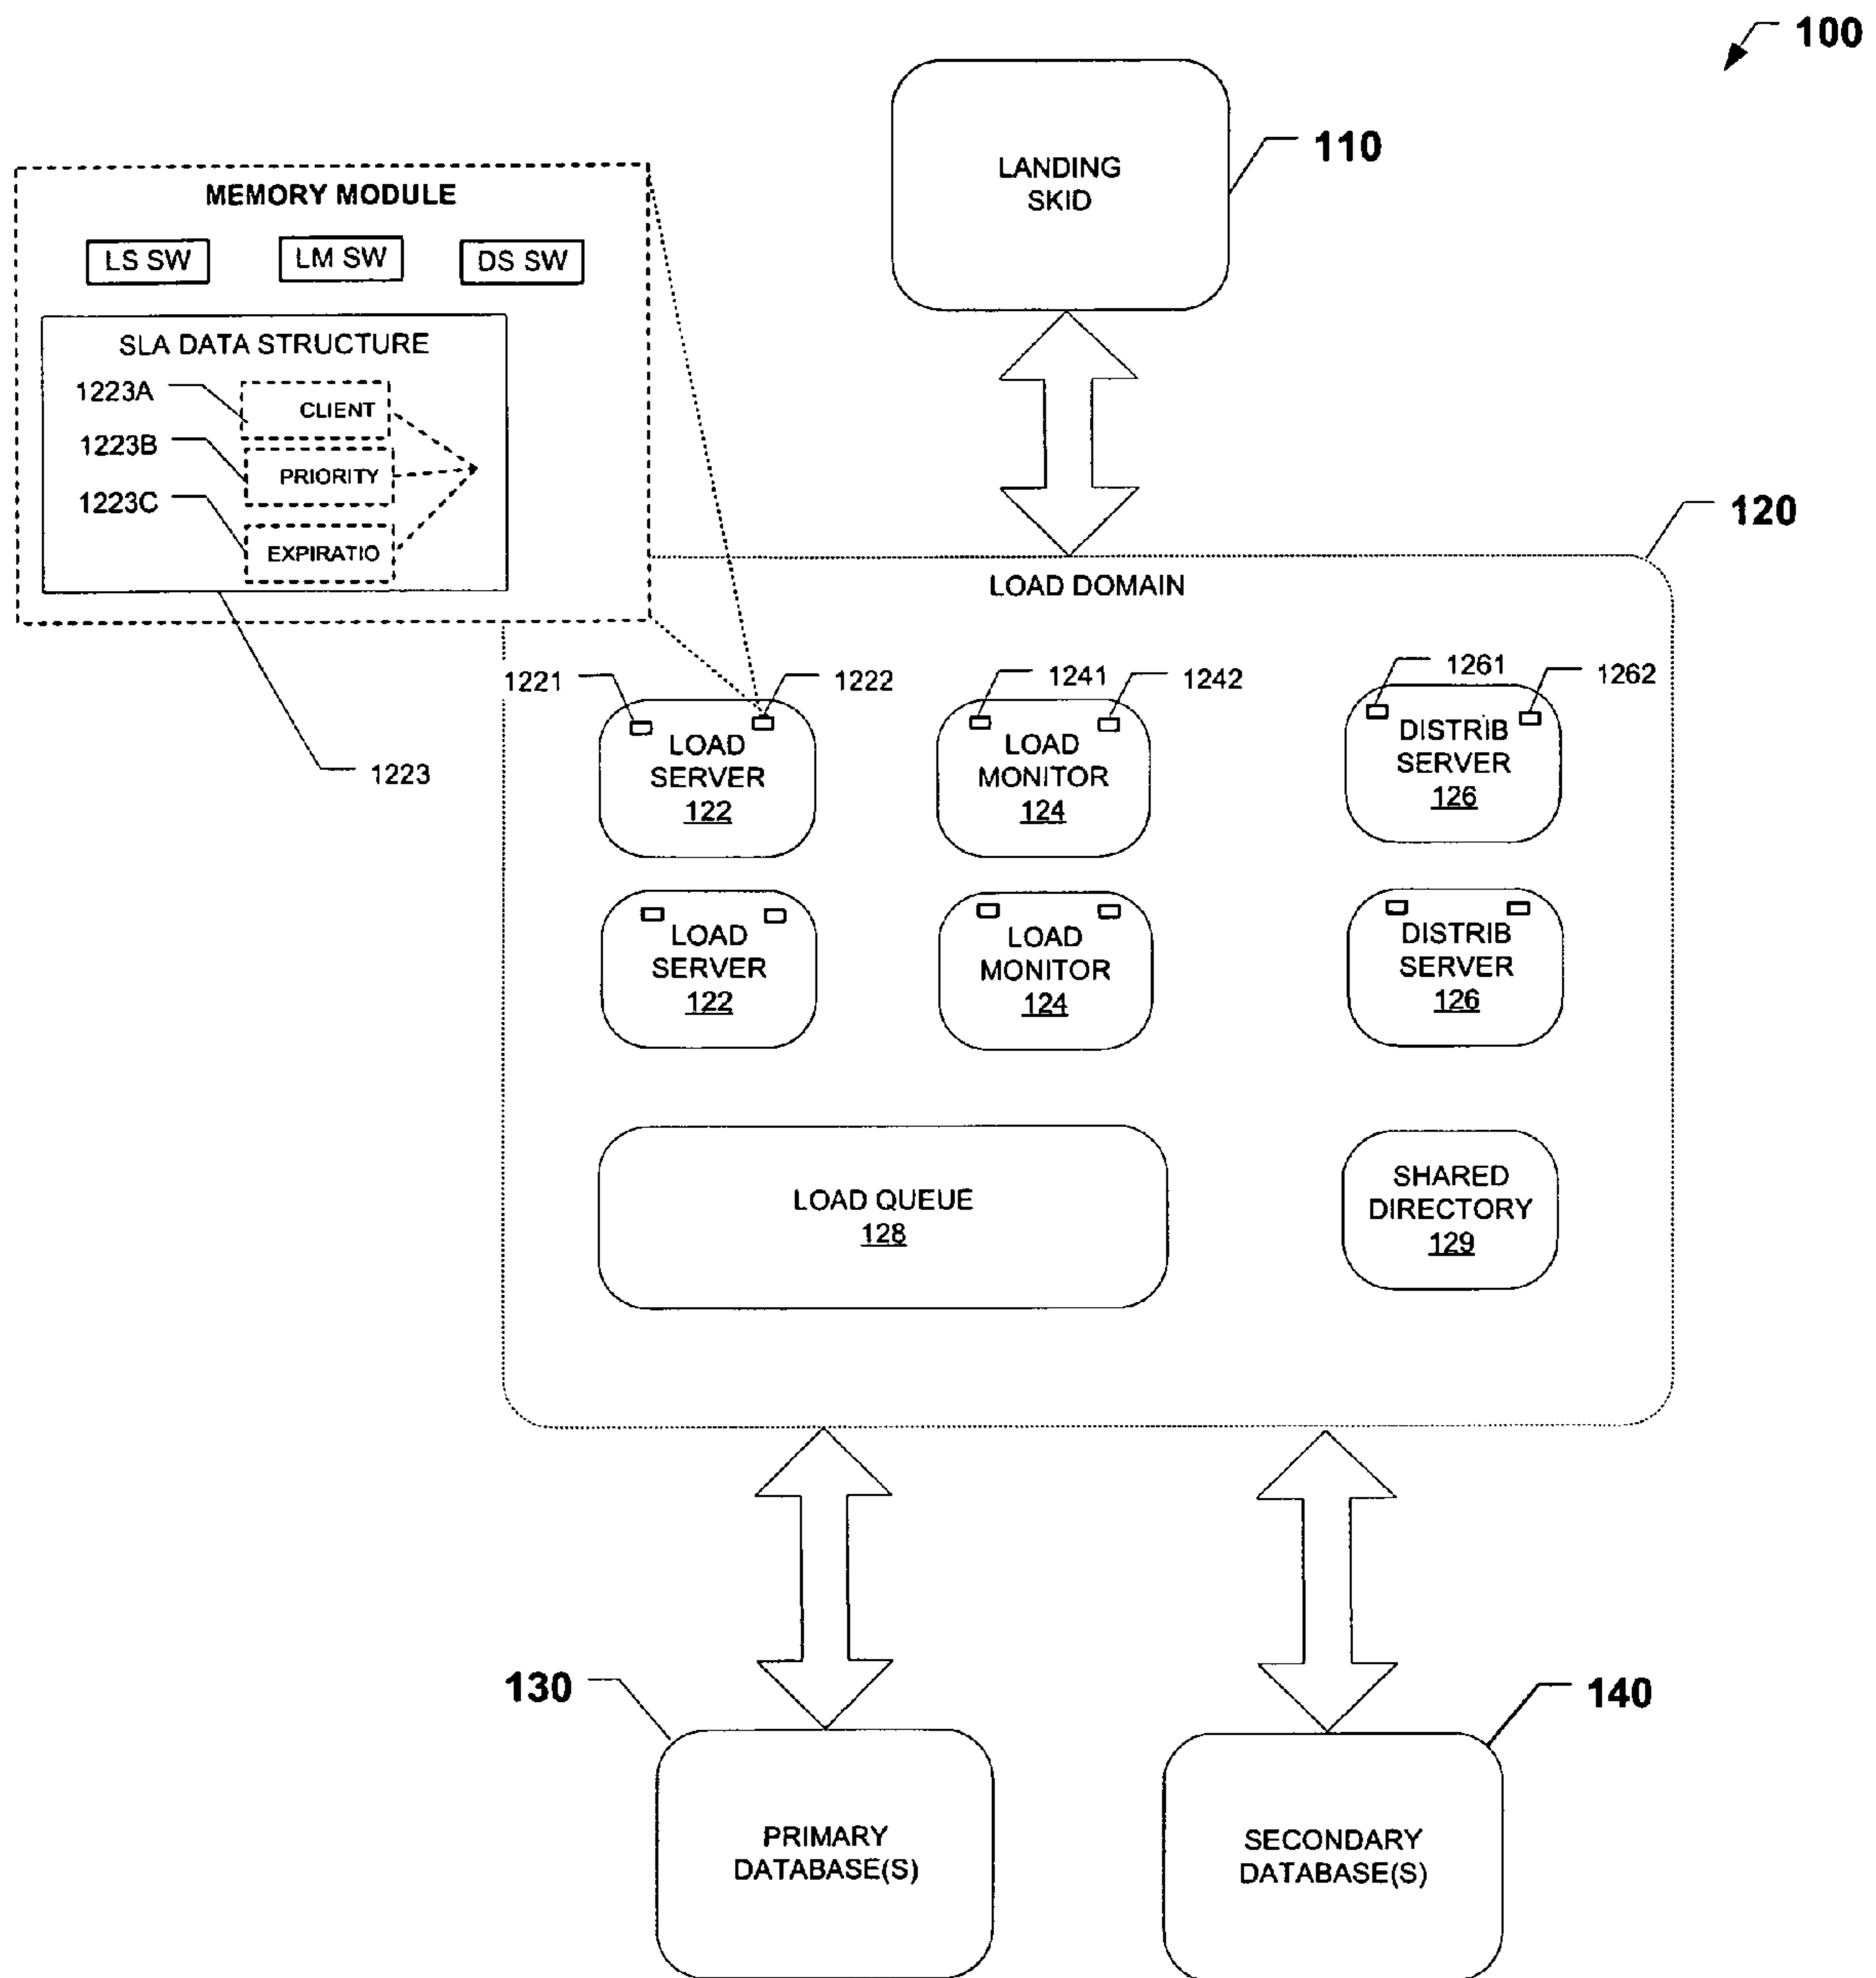 100
LANDING
SKID
110
MEMORY MODULE
LS SW
LM SW
DS SW
SLA DATA STRUCTURE
1223A
CLIENT
1223B
PRIORITY
1223C
EXPIRATIO
1223
120
LOAD DOMAIN
1221
1222
1241
1242
1261
1262
LOAD
SERVER
122
LOAD
MONITOR
124
DISTRIB
SERVER
126
LOAD
SERVER
122
LOAD
MONITOR
124
DISTRIB
SERVER
126
LOAD QUEUE
128
SHARED
DIRECTORY
129
130
PRIMARY
DATABASE(S)
140
SECONDARY
DATABASE(S)